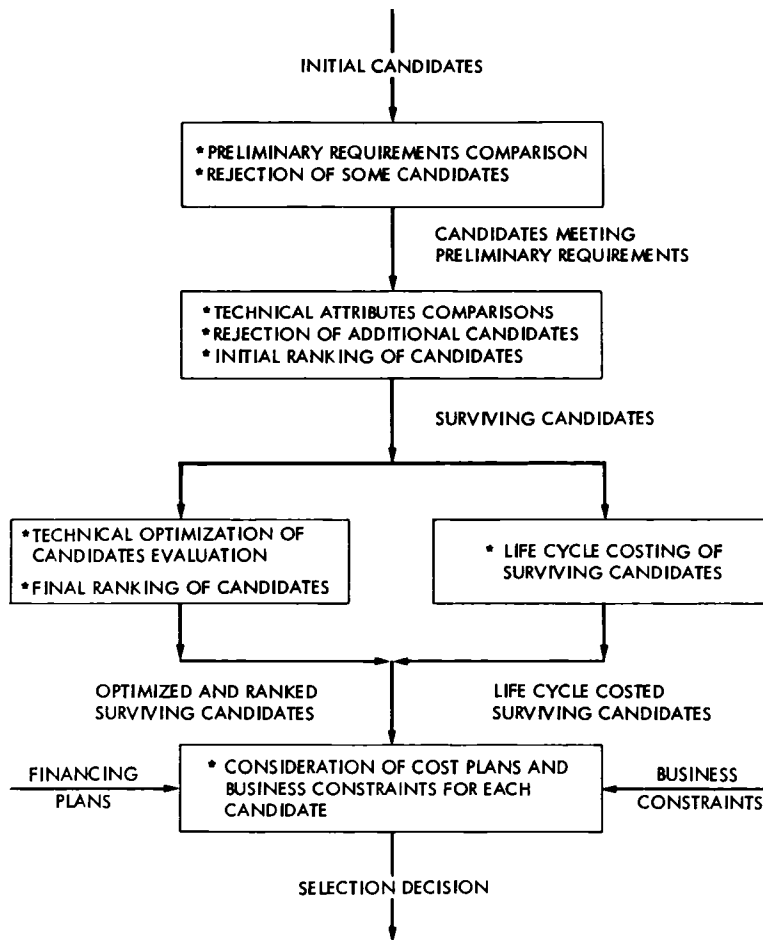 INITIAL CANDIDATES
* PRELIMINARY REQUIREMENTS COMPARISON
* REJECTION OF SOME CANDIDATES
CANDIDATES MEETING
PRELIMINARY REQUIREMENTS
* TECHNICAL ATTRIBUTES COMPARISONS
* REJECTION OF ADDITIONAL CANDIDATES
* INITIAL RANKING OF CANDIDATES
SURVIVING CANDIDATES
* TECHNICAL OPTIMIZATION OF
CANDIDATES EVALUATION
* FINAL RANKING OF CANDIDATES
* LIFE CYCLE COSTING OF
SURVIVING CANDIDATES
OPTIMIZED AND RANKED
SURVIVING CANDIDATES
LIFE CYCLE COSTED
SURVIVING CANDIDATES
FINANCING
PLANS
* CONSIDERATION OF COST PLANS AND
BUSINESS CONSTRAINTS FOR EACH
CANDIDATE
BUSINESS
CONSTRAINTS
SELECTION DECISION